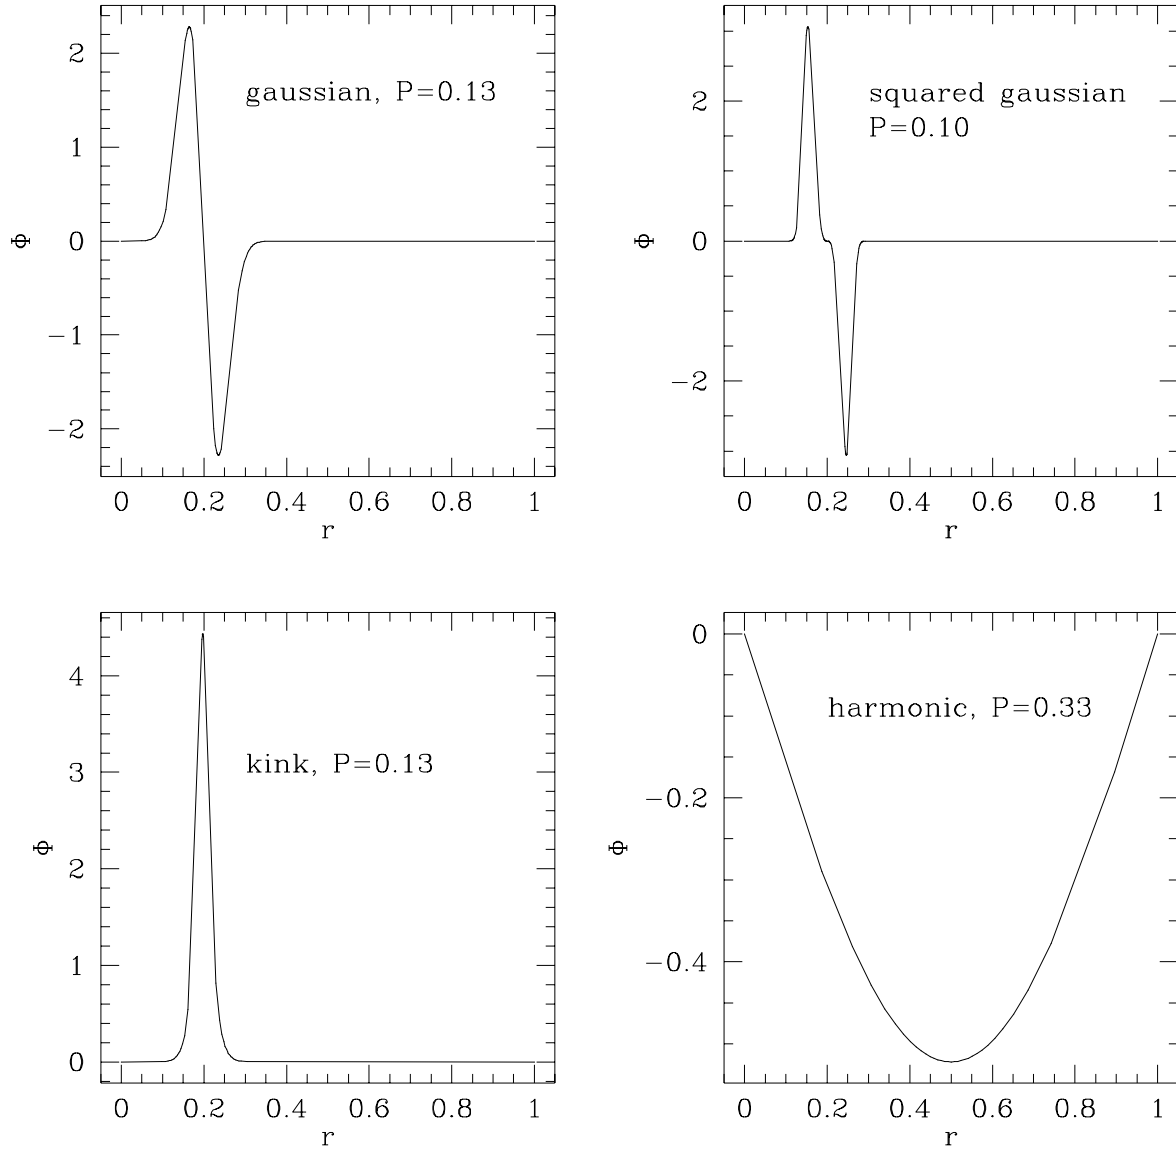 2
1
0
−1
−2
Φ
gaussian, P=0.13
0 0.2 0.4 0.6 0.8 1
r
2
0
−2
Φ
squared gaussian
P=0.10
0 0.2 0.4 0.6 0.8 1
r
4
3
2
1
0
Φ
kink, P=0.13
0 0.2 0.4 0.6 0.8 1
r
0
−0.2
−0.4
Φ
harmonic, P=0.33
0 0.2 0.4 0.6 0.8 1
r